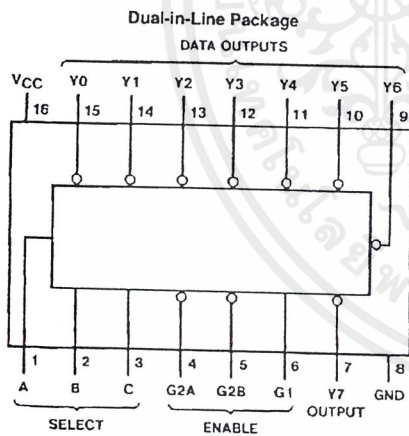 Dual-in-Line Package
DATA OUTPUTS
VCC Y0 Y1 Y2 Y3 Y4 Y5 Y6
16 15 14 13 12 11 10 9
1 2 3 4 5 6 7 8
A B C G2A G2B G1 Y7 GND
OUTPUT
SELECT ENABLE